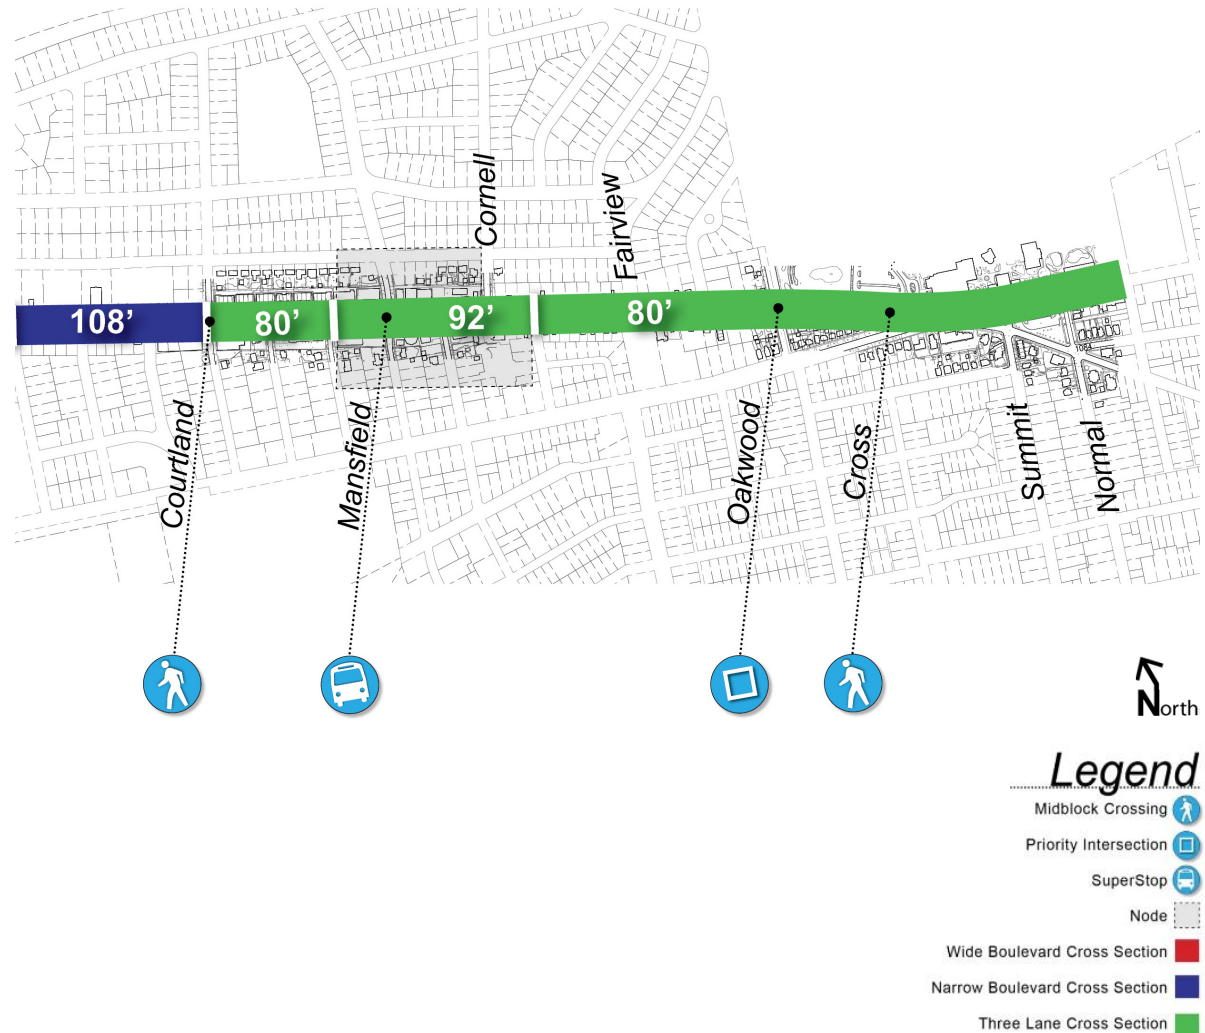 Cornell
Fairview
108’
80’
92’
80’
Courtland
Mansfield
Oakwood
Cross
Summit
Normal
North
Legend
Midblock Crossing
Priority Intersection
SuperStop
Node
Wide Boulevard Cross Section
Narrow Boulevard Cross Section
Three Lane Cross Section